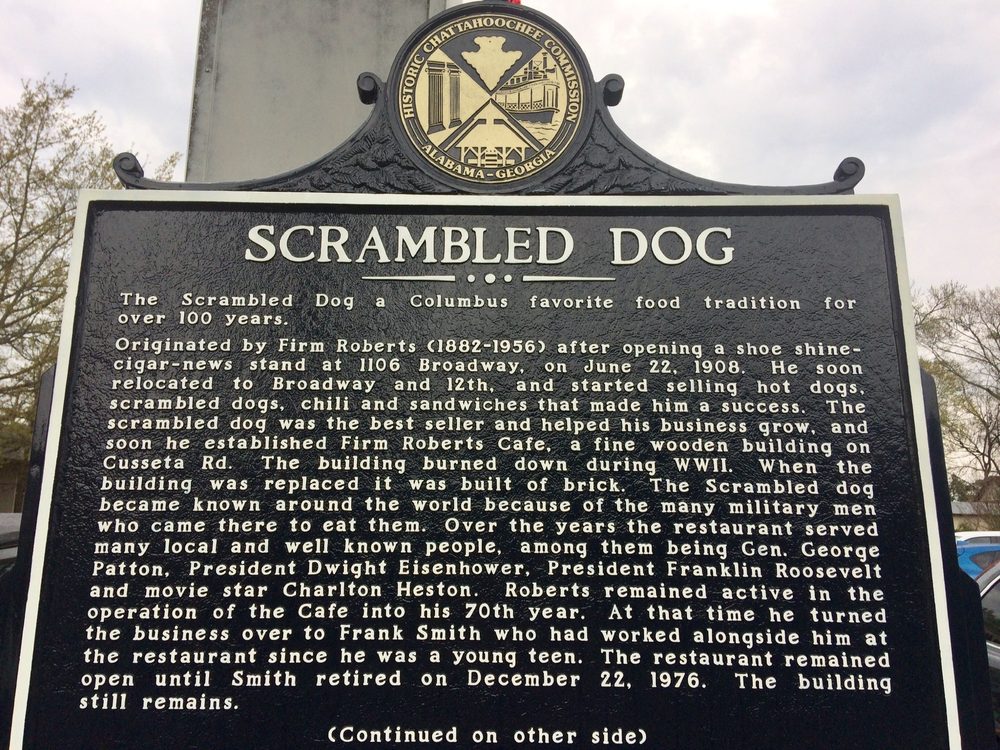 HISTORIC CHATTAHOOCHEE COMMISSION
ALABAMA-GEORGIA
SCRAMBLED DOG
The Scrambled Dog a Columbus favorite food tradition for
over 100 years.
Originated by Firm Roberts (1882-1956) after opening a shoe shine-
cigar-news stand at 1106 Broadway, on June 22, 1908. He soon
relocated to Broadway and 12th, and started selling hot dogs,
scrambled dogs, chili and sandwiches that made him a success. The
scrambled dog was the best seller and helped his business grow, and
soon he established Firm Roberts Cafe, a fine wooden building on
Cusseta Rd. The building burned down during WWII. When the
building was replaced it was built of brick. The Scrambled dog
became known around the world because of the many military men
who came there to eat them. Over the years the restaurant served
many local and well known people, among them being Gen. George
Patton, President Dwight Eisenhower, President Franklin Roosevelt
and movie star Charlton Heston. Roberts remained active in the
operation of the Cafe into his 70th year. At that time he turned
the business over to Frank Smith who had worked alongside him at
the restaurant since he was a young teen. The restaurant remained
open until Smith retired on December 22, 1976. The building
still remains.
(Continued on other side)